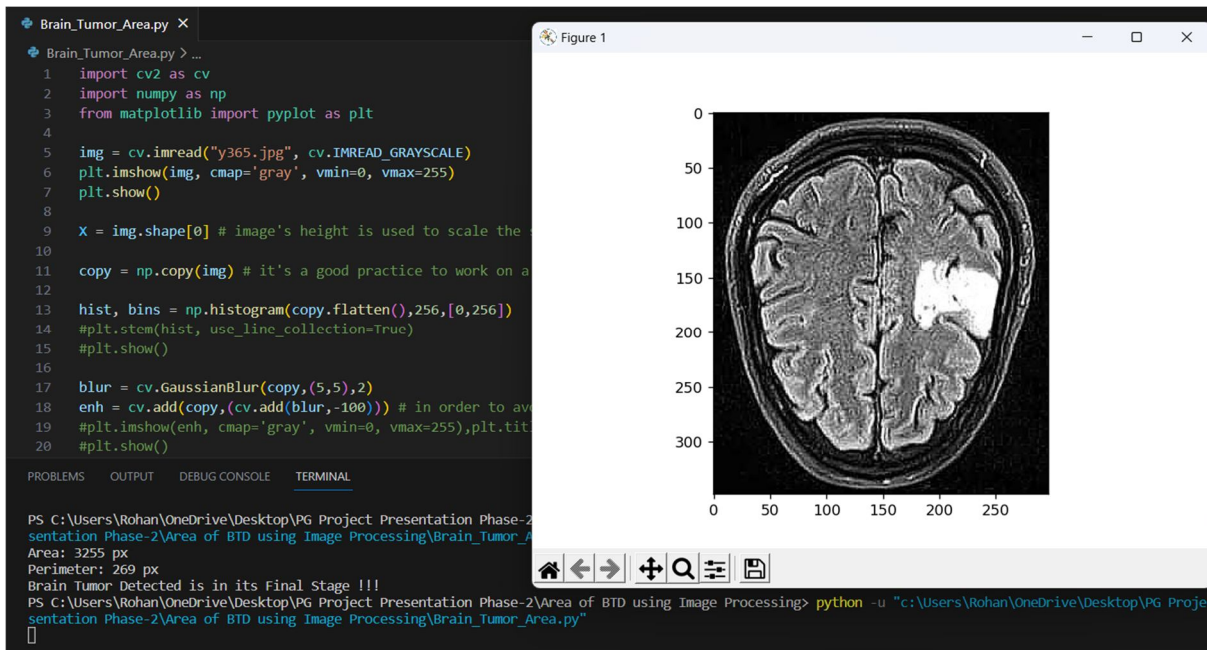 Brain_Tumor_Area.py ×
Brain_Tumor_Area.py > ...
1 import cv2 as cv
2 import numpy as np
3 from matplotlib import pyplot as plt
4
5 img = cv.imread("y365.jpg", cv.IMREAD_GRAYSCALE)
6 plt.imshow(img, cmap='gray', vmin=0, vmax=255)
7 plt.show()
8
9 X = img.shape[0] # image's height is used to scale the
10
11 copy = np.copy(img) # it's a good practice to work on a
12
13 hist, bins = np.histogram(copy.flatten(),256,[0,256])
14 #plt.stem(hist, use_line_collection=True)
15 #plt.show()
16
17 blur = cv.GaussianBlur(copy,(5,5),2)
18 enh = cv.add(copy,(cv.add(blur,-100))) # in order to avo
19 #plt.imshow(enh, cmap='gray', vmin=0, vmax=255),plt.tit
20 #plt.show()
PROBLEMS OUTPUT DEBUG CONSOLE TERMINAL
PS C:\Users\Rohan\OneDrive\Desktop\PG Project Presentation Phase-2
sentation Phase-2\Area of BTD using Image Processing\Brain_Tumor_A
Area: 3255 px
Perimeter: 269 px
Brain Tumor Detected is in its Final Stage !!!
PS C:\Users\Rohan\OneDrive\Desktop\PG Project Presentation Phase-2\Area of BTD using Image Processing> python -u "c:\Users\Rohan\OneDrive\Desktop\PG Proje
sentation Phase-2\Area of BTD using Image Processing\Brain_Tumor_Area.py"
Figure 1
0
50
100
150
200
250
300
0 50 100 150 200 250